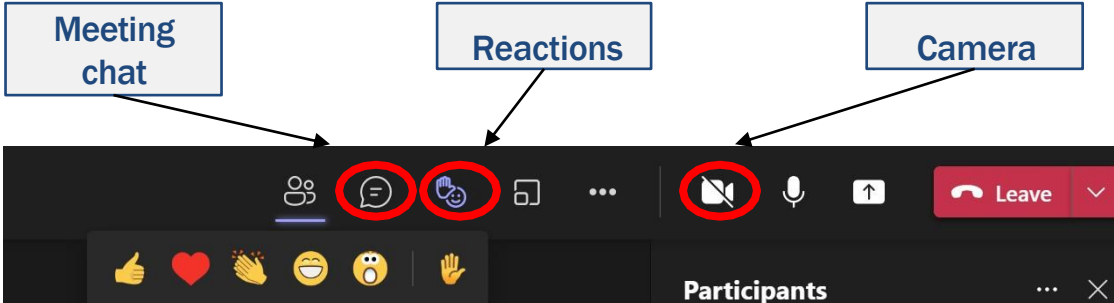 Meeting
chat
Reactions
Camera
Leave
Participants